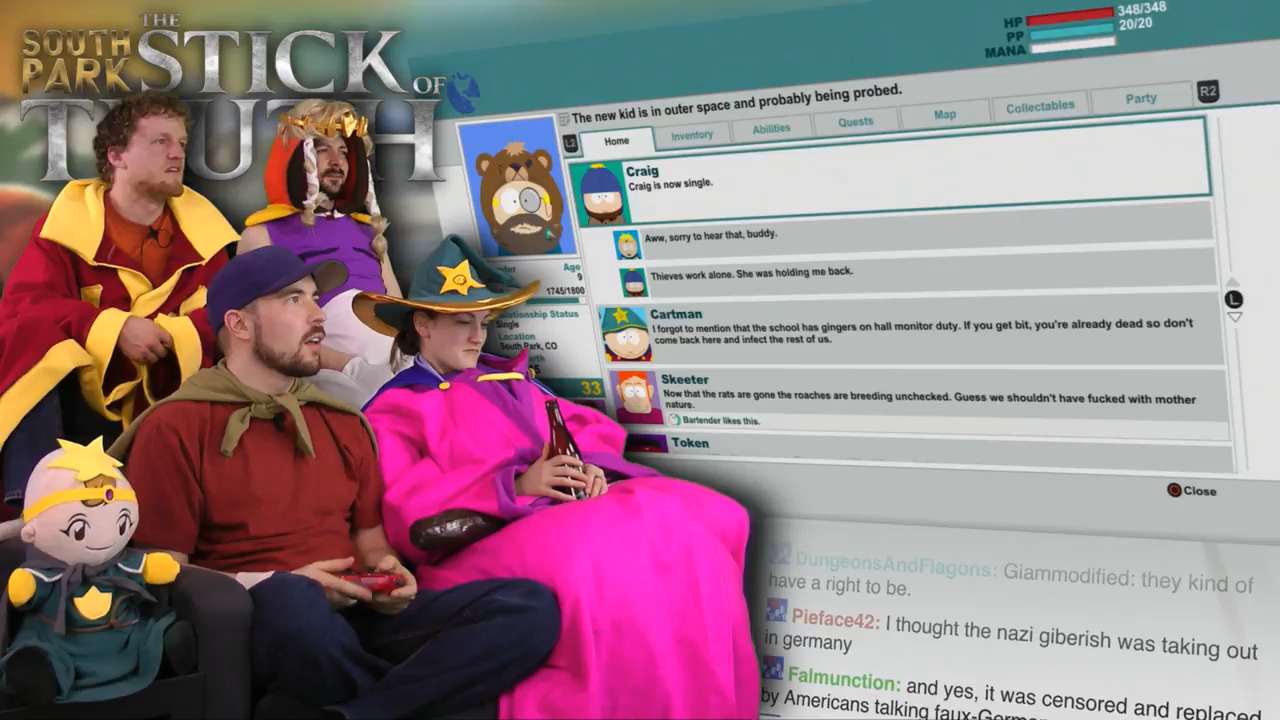 THE
SOUTH PARK STICK OF
TRUTH
HP 348/348
PP 20/20
MANA
The new kid is in outer space and probably being probed.
L2 Home Inventory Abilities Quests Map Collectables Party R2
Craig
Craig is now single.
Aww, sorry to hear that, buddy.
Thieves work alone. She was holding me back.
Cartman
I forgot to mention that the school has gingers on hall monitor duty. If you get bit, you're already dead so don't
come back here and infect the rest of us.
Skeeter
Now that the rats are gone the roaches are breeding unchecked. Guess we shouldn't have fucked with mother
nature.
Bartender likes this.
Token
Age
9
1745/1800
Relationship Status
Single
Location
South Park, CO
33
L
Close
DungeonsAndFlagons: Giammodified: they kind of
have a right to be.
Pieface42: I thought the nazi giberish was taking out
in germany
Falmunction: and yes, it was censored and replaced
by Americans talking